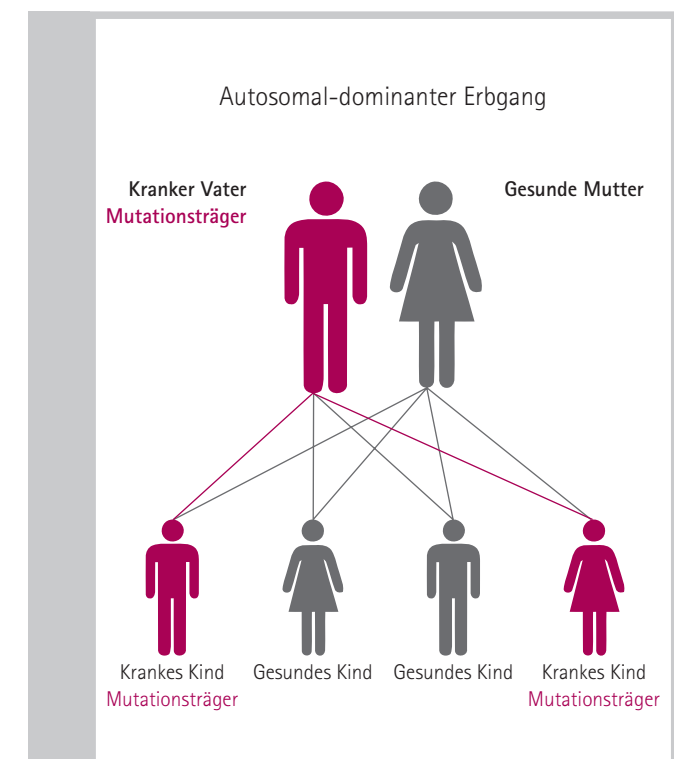 Autosomal-dominanter Erbgang
Kranker Vater
Mutationsträger
Gesunde Mutter
Krankes Kind
Mutationsträger
Gesundes Kind
Gesundes Kind
Krankes Kind
Mutationsträger